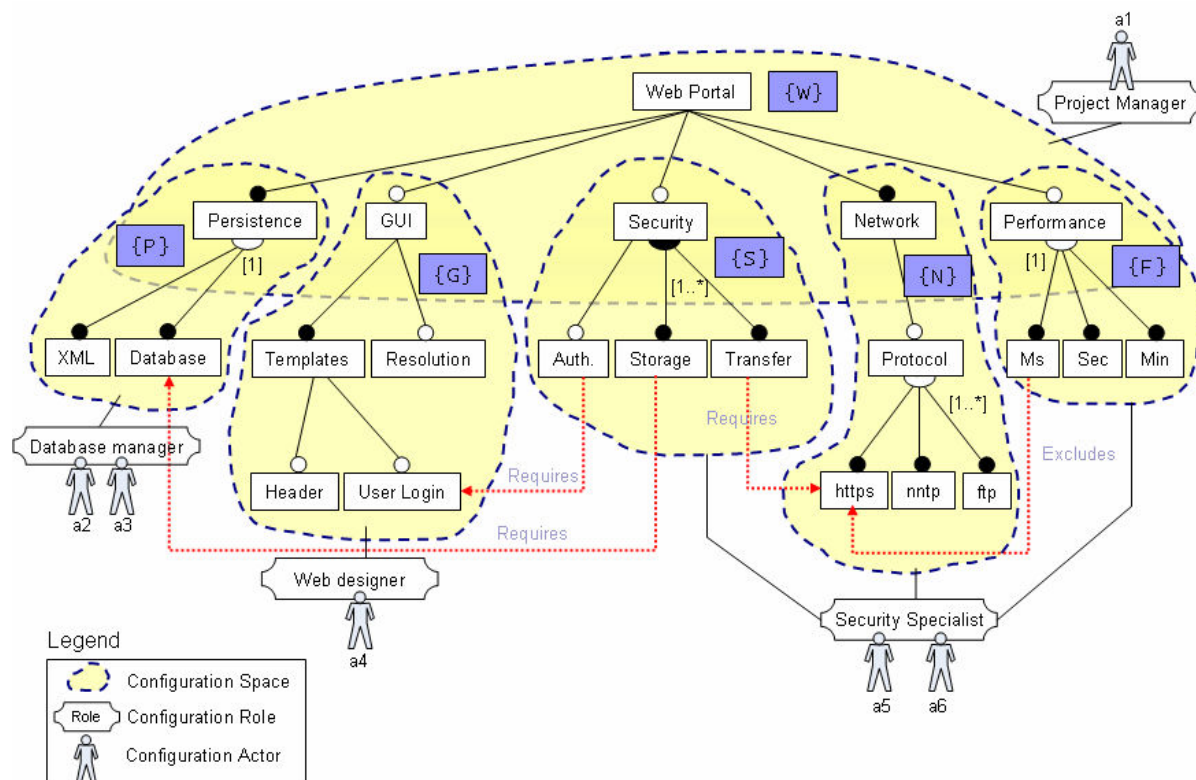 a1
Web Portal
{W}
Project Manager
Persistence
GUI
Security
Network
Performance
{P}
[1]
{G}
{S}
[1..*]
{N}
[1]
{F}
XML
Database
Templates
Resolution
Auth.
Storage
Transfer
Protocol
Ms
Sec
Min
[1..*]
Requires
Database manager
Excludes
Requires
Header
User Login
https
nntp
ftp
a2
a3
Requires
Web designer
Security Specialist
a4
Legend
Configuration Space
Role
Configuration Role
Configuration Actor
a5
a6